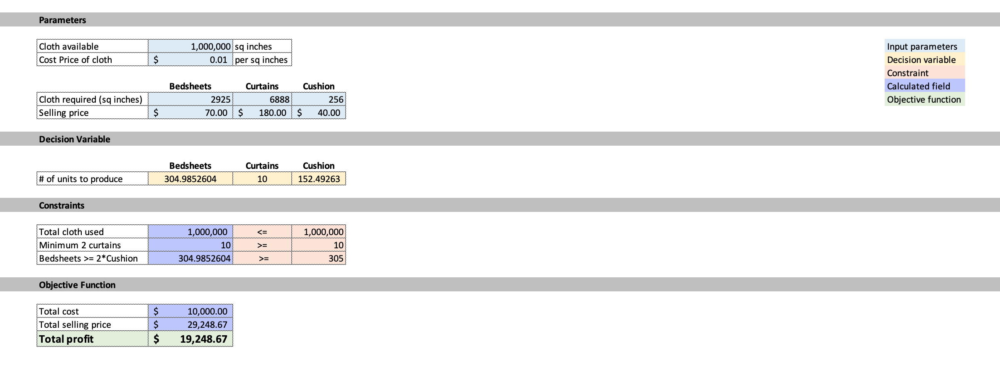 Parameters
Cloth available 1,000,000 sq inches Input parameters
Cost Price of cloth $ 0.01 per sq inches Decision variable
Constraint
Bedsheets Curtains Cushion Calculated field
Cloth required (sq inches) 2925 6888 256 Objective function
Selling price $ 70.00 $ 180.00 $ 40.00
Decision Variable
Bedsheets Curtains Cushion
# of units to produce 304.9852604 10 152.49263
Constraints
Total cloth used 1,000,000 <= 1,000,000
Minimum 2 curtains 10 >= 10
Bedsheets >= 2*Cushion 304.9852604 >= 305
Objective Function
Total cost $ 10,000.00
Total selling price $ 29,248.67
Total profit $ 19,248.67